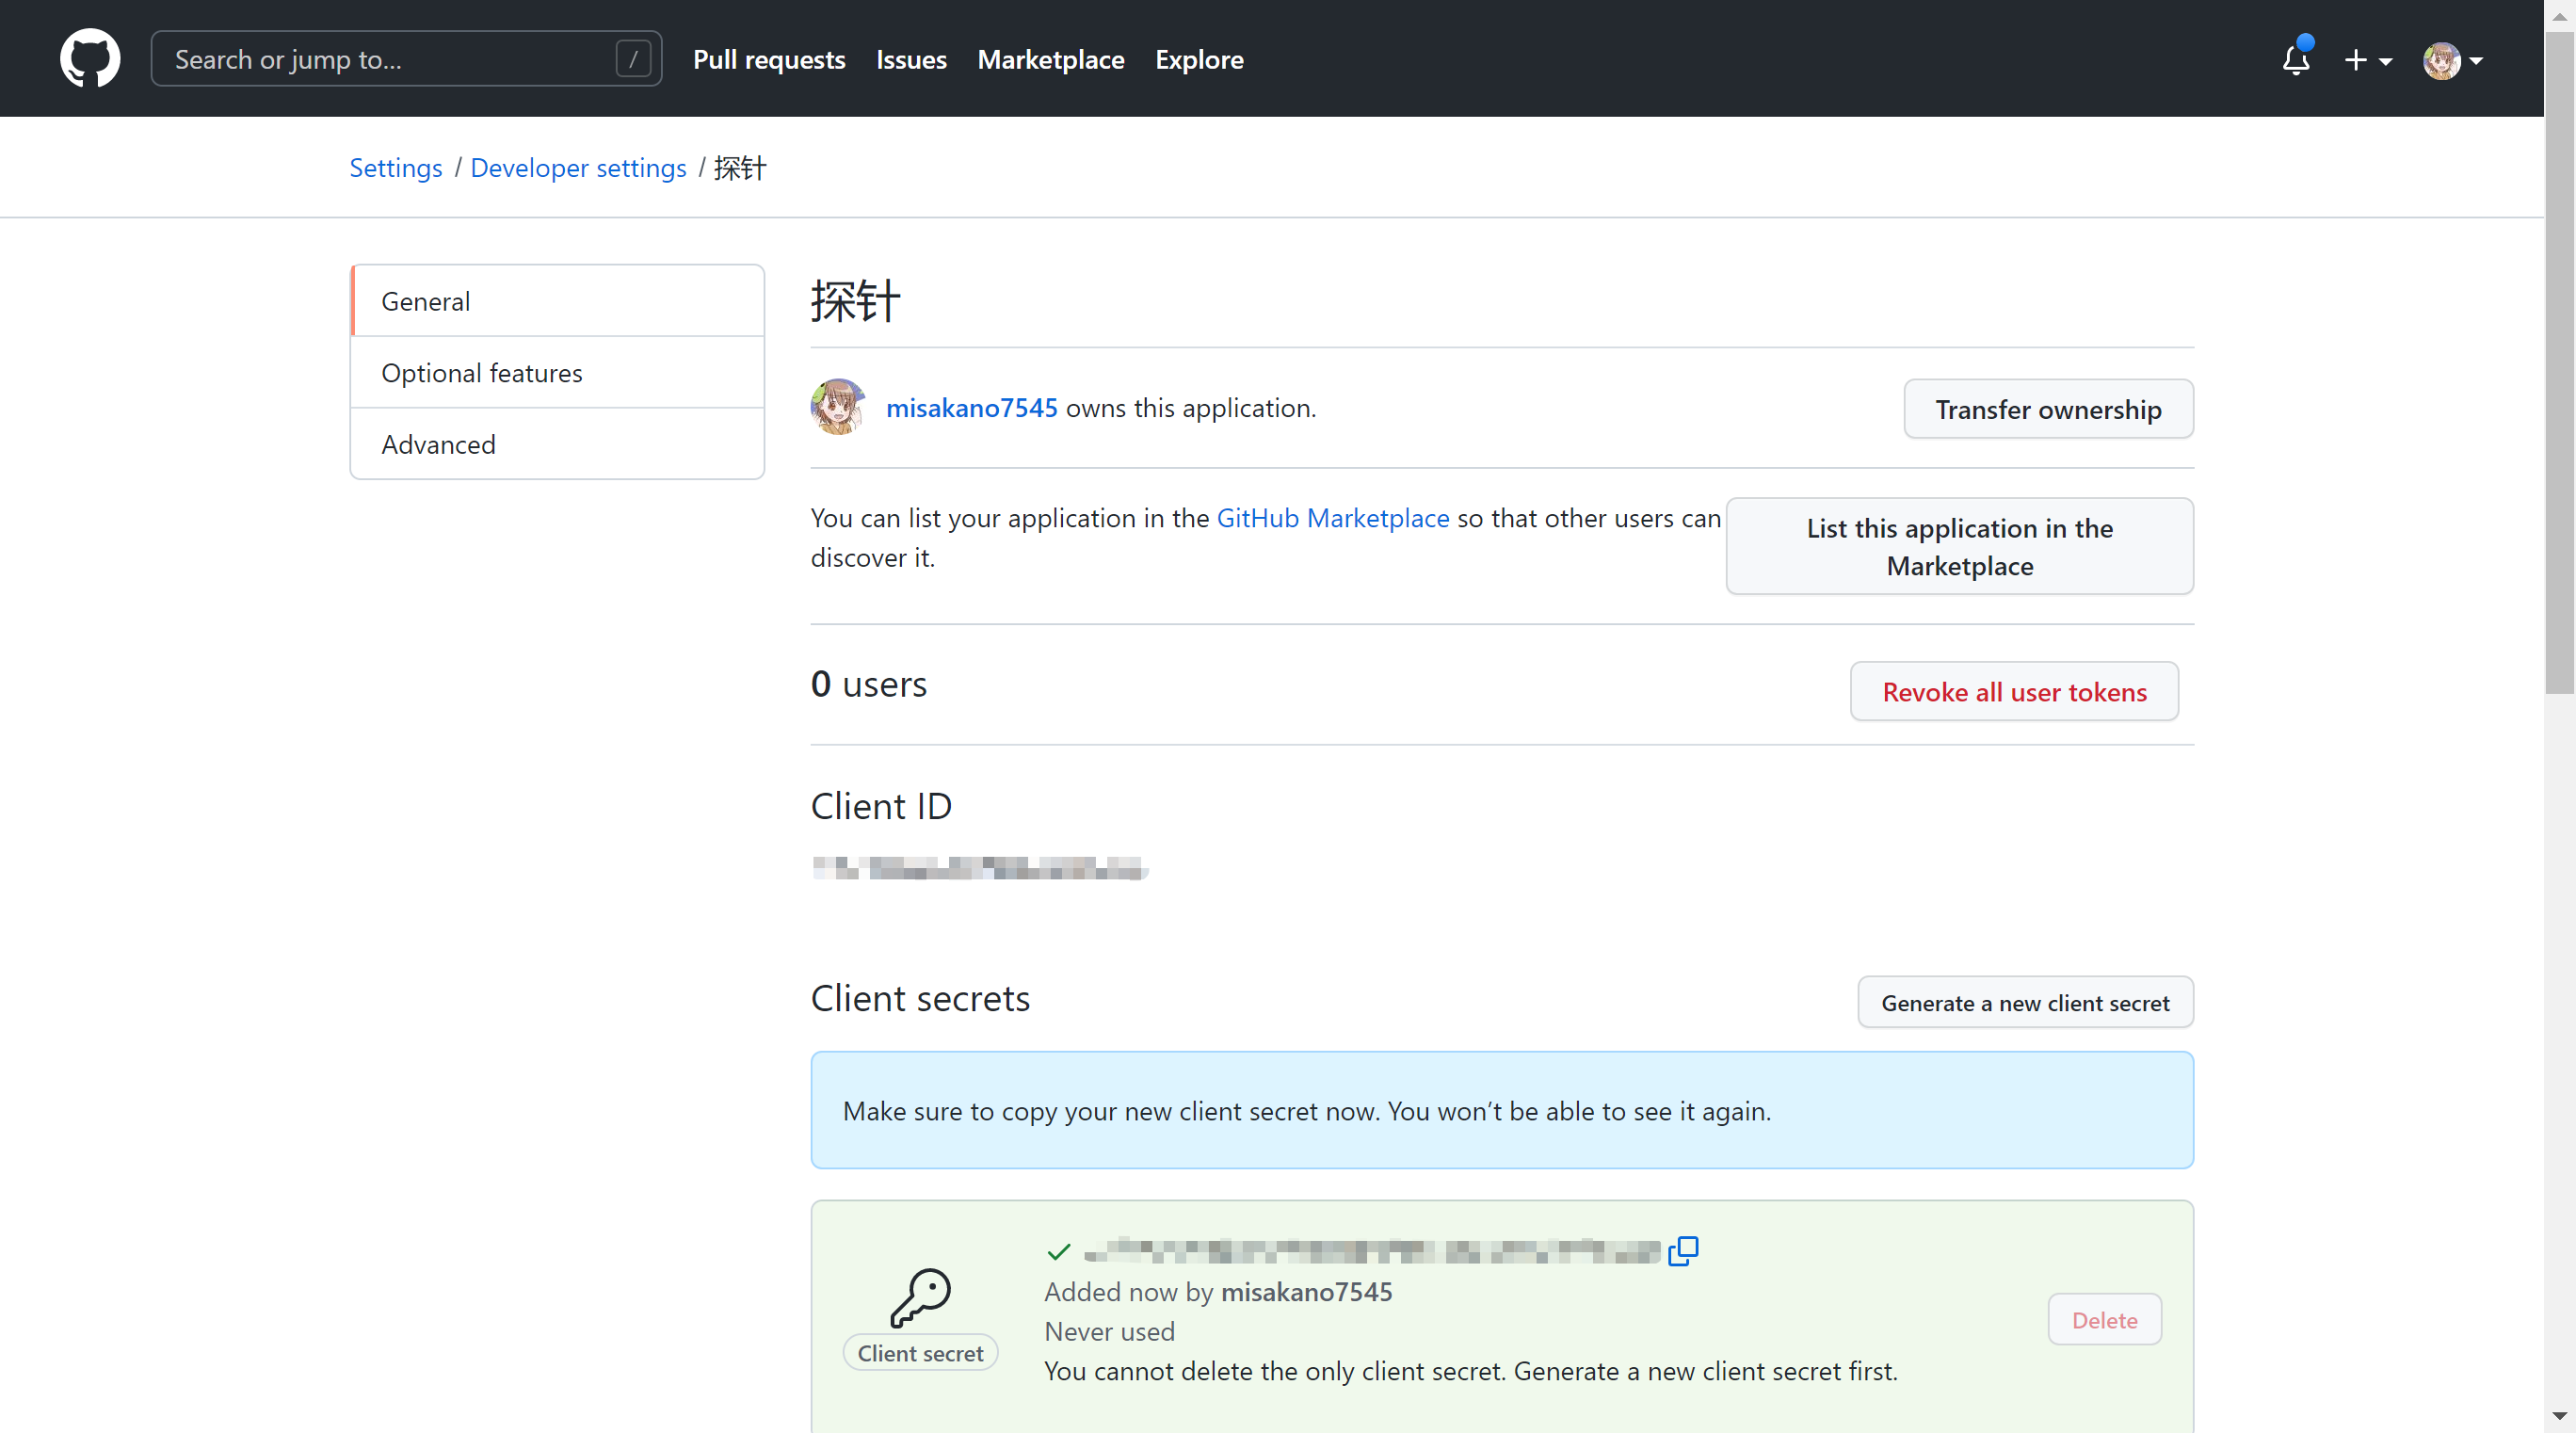 Search or jump to... /
Pull requests
Issues
Marketplace
Explore
Settings / Developer settings / 探针
General
Optional features
Advanced
探针
misakano7545 owns this application.
Transfer ownership
You can list your application in the GitHub Marketplace so that other users can
discover it.
List this application in the
Marketplace
0 users
Revoke all user tokens
Client ID
Client secrets
Generate a new client secret
Make sure to copy your new client secret now. You won’t be able to see it again.
Added now by misakano7545
Never used
Client secret
You cannot delete the only client secret. Generate a new client secret first.
Delete